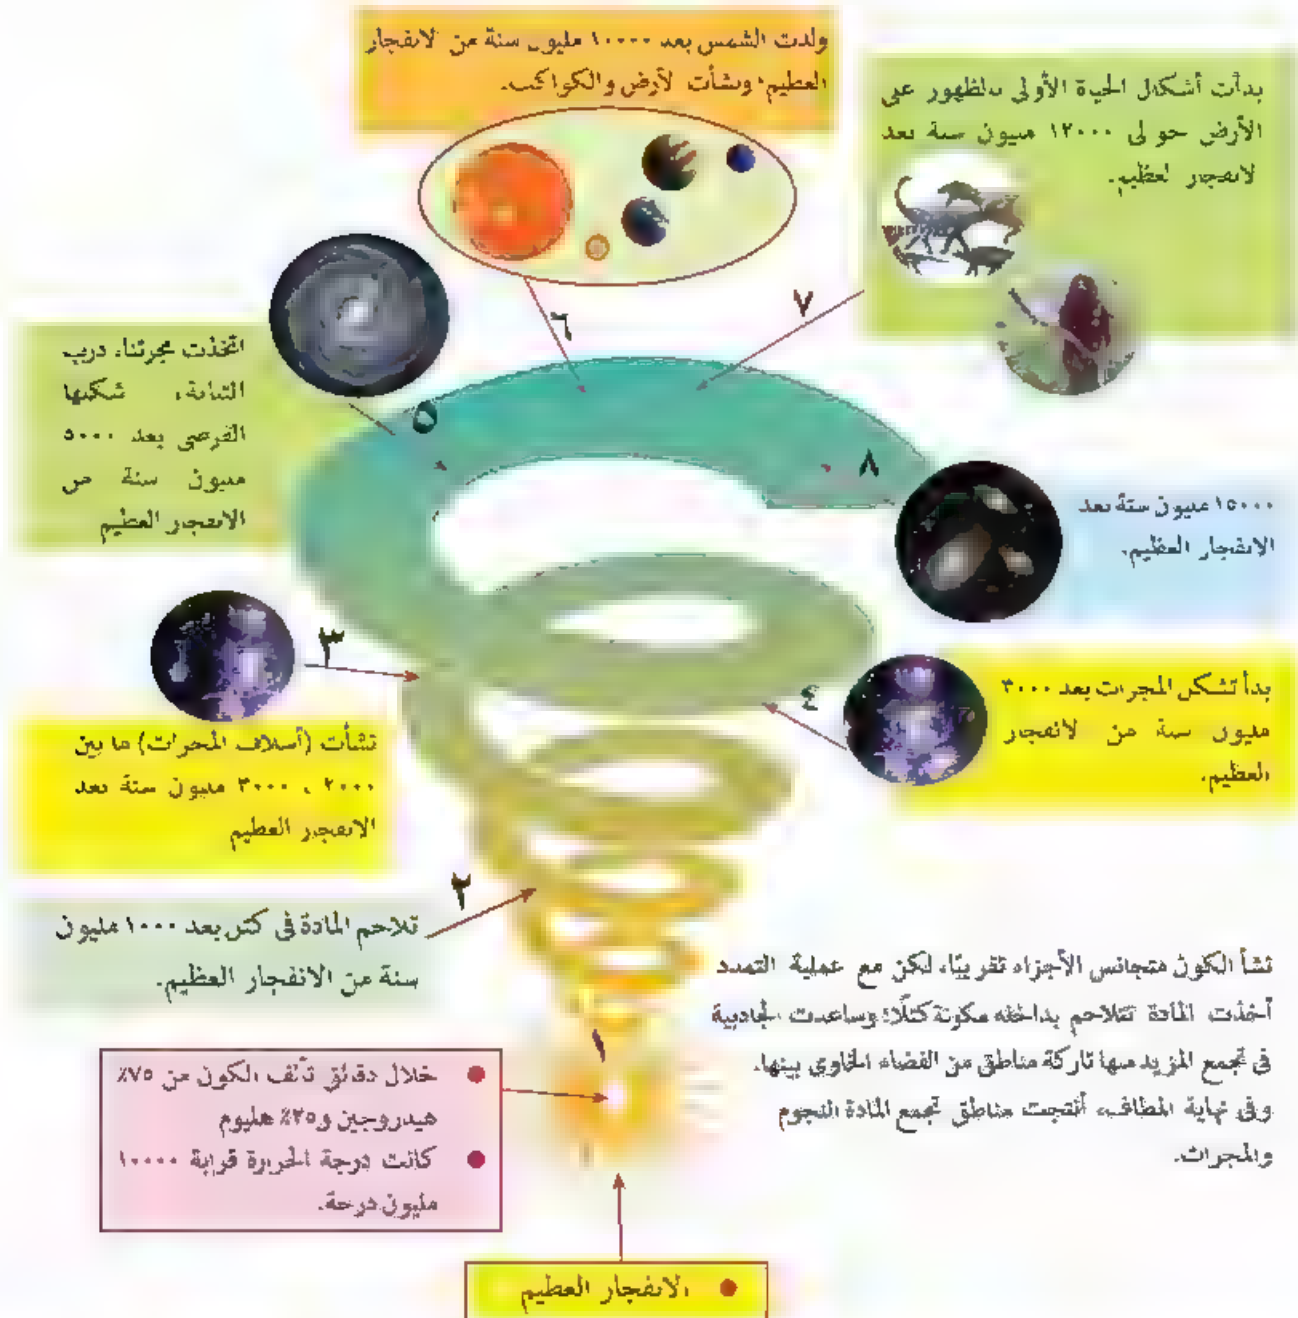 ولدت الشمس بعد ١٠٠٠٠ مليون سنة من الانفجار
العظيم، ونشأت الأرض والكواكب.
بدأت أشكال الحياة الأولى بالظهور على
الأرض حوالى ١٢٠٠٠ مليون سنة بعد
الانفجار العظيم.
٦
٧
اتخذت مجرتنا، درب
التبانة، شكلها
القرصى بعد ٥٠٠٠
مليون سنة من
الانفجار العظيم
٥
٨
١٥٠٠٠ مليون سنة بعد
الانفجار العظيم.
٣
نشأت (أسلاف المجرات) ما بين
٢٠٠٠ ، ٣٠٠٠ مليون سنة بعد
الانفجار العظيم
٤
بدأ تشكل المجرات بعد ٣٠٠٠
مليون سنة من الانفجار
العظيم.
٢
تلاحم المادة فى كتل بعد ١٠٠٠ مليون
سنة من الانفجار العظيم.
نشأ الكون متجانس الأجزاء تقريبًا، لكن مع عملية التمدد
أخذت المادة تتلاحم بداخله مكونة كتلًا؛ وساعدت الجاذبية
فى تجمع المزيد منها تاركة مناطق من الفضاء الخاوى بينها.
وفى نهاية المطاف، أنتجت مناطق تجمع المادة النجوم
والمجرات.
١
● خلال دقائق تألف الكون من ٧٥٪
هيدروجين و٢٥٪ هليوم
● كانت درجة الحرارة قرابة ١٠٠٠٠
مليون درجة.
● الانفجار العظيم